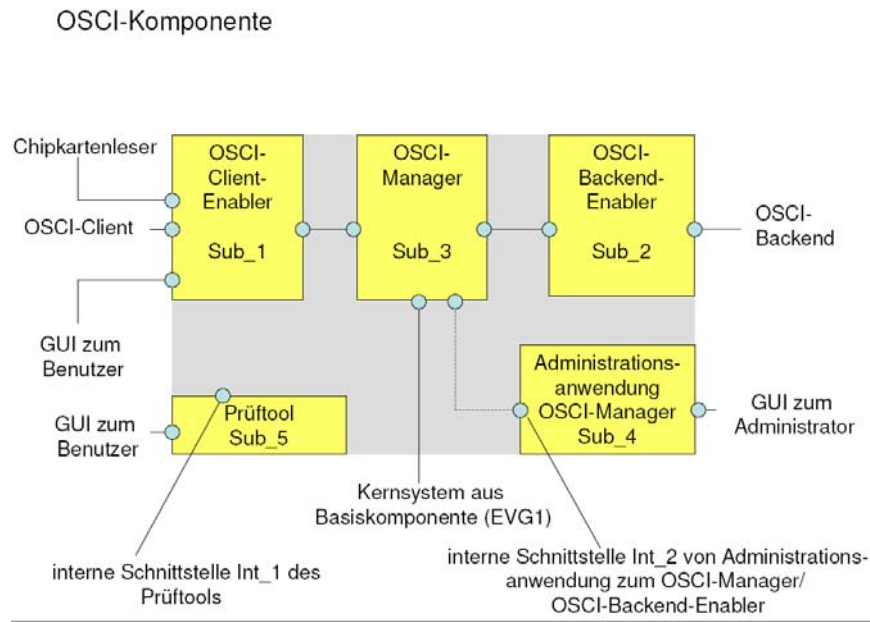 OSCI-Komponente
Chipkartenleser
OSCI-Client
GUI zum
Benutzer
OSCI-
Client-
Enabler
Sub_1
OSCI-
Manager
Sub_3
OSCI-
Backend-
Enabler
Sub_2
OSCI-
Backend
GUI zum
Benutzer
Prüftool
Sub_5
Administrations-
anwendung
OSCI-Manager
Sub_4
GUI zum
Administrator
Kernsystem aus
Basiskomponente (EVG1)
interne Schnittstelle Int_1 des
Prüftools
interne Schnittstelle Int_2 von Administrations-
anwendung zum OSCI-Manager/
OSCI-Backend-Enabler